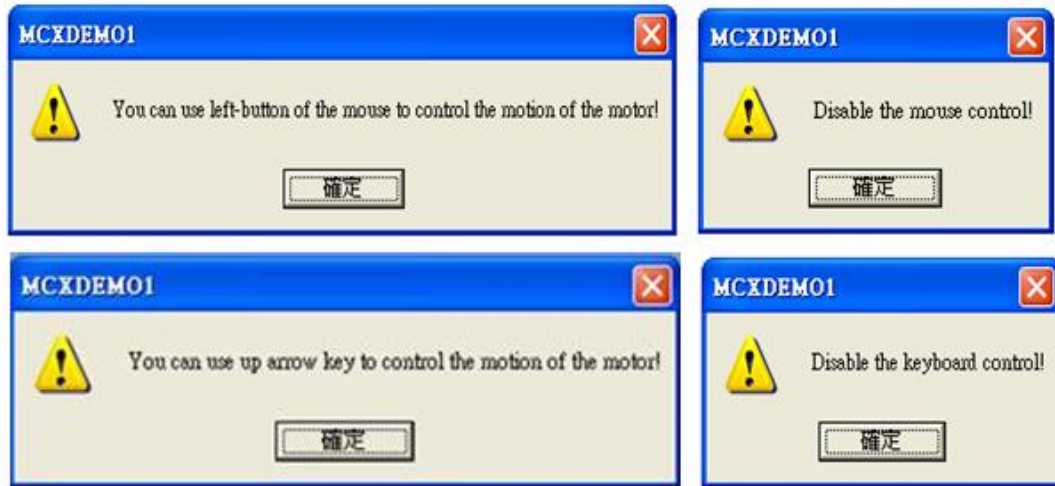 MCXDEMO1
You can use left-button of the mouse to control the motion of the motor!
確定
MCXDEMO1
Disable the mouse control!
確定
MCXDEMO1
You can use up arrow key to control the motion of the motor!
確定
MCXDEMO1
Disable the keyboard control!
確定